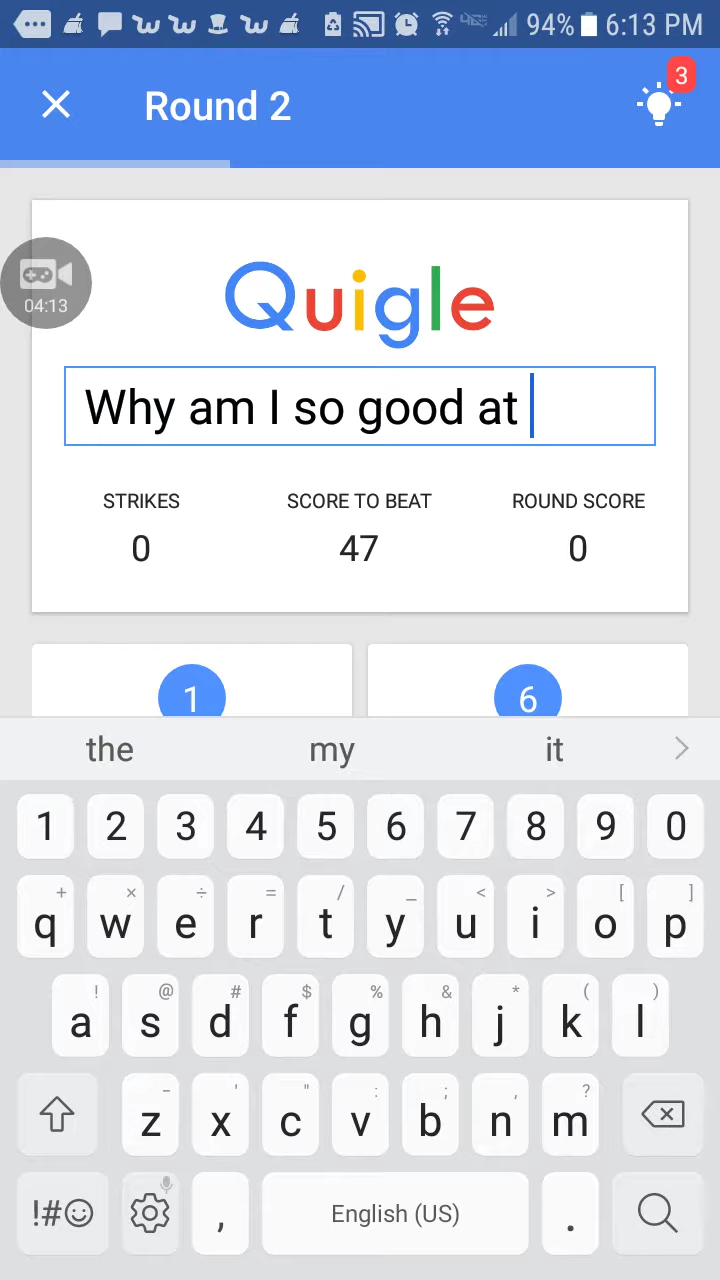 94% 6:13 PM
3
Round 2
04:13
Quigle
Why am I so good at
STRIKES SCORE TO BEAT ROUND SCORE
0 47 0
1 6
the my it
1 2 3 4 5 6 7 8 9 0
+ × ÷ = / _ < > [ ]
q w e r t y u i o p
! @ # $ % & * ( )
a s d f g h j k l
- ' " : ; , ?
z x c v b n m
!#☺ , English (US) .